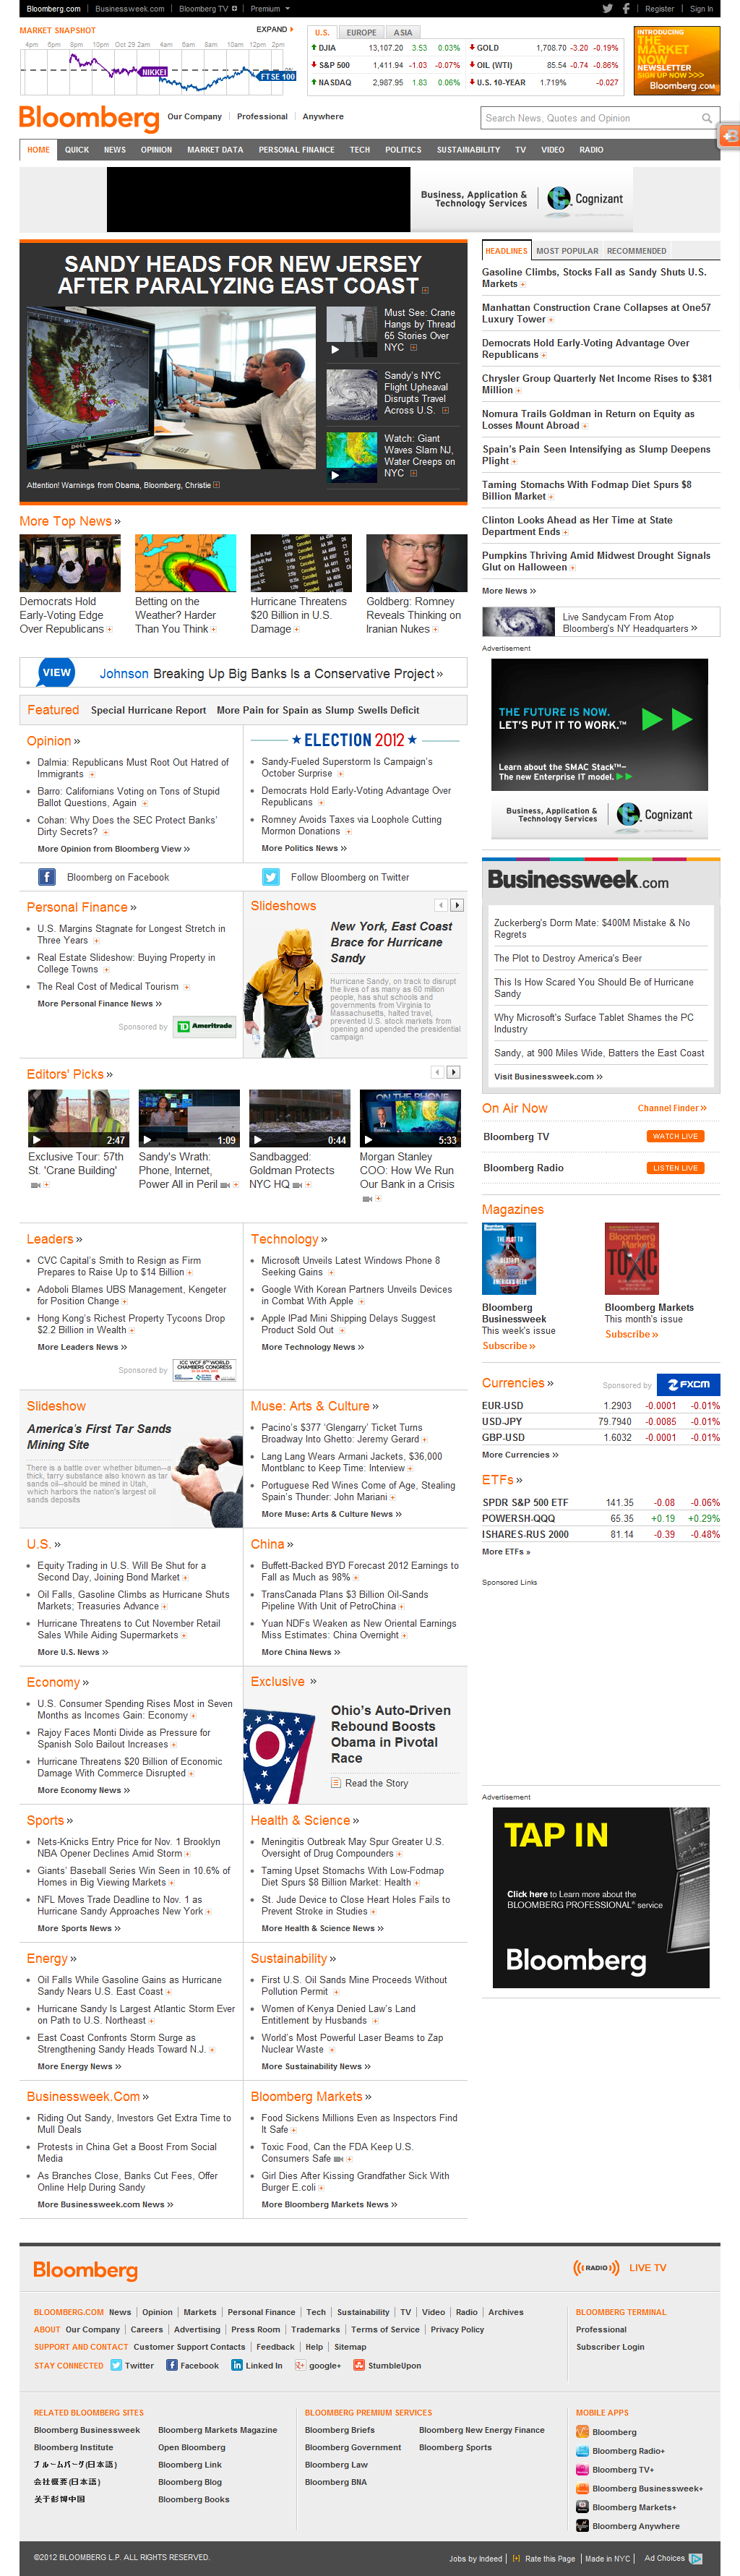 Bloomberg.com
Businessweek.com
Bloomberg TV
Premium
Register
Sign In
MARKET SNAPSHOT
EXPAND
4pm 6pm 8pm 10pm Oct 29 2am 4am 6am 8am 10am 12pm 2pm
NIKKEI
FTSE 100
U.S. EUROPE ASIA
DJIA 13,107.20 3.53 0.03%
S&P 500 1,411.94 -1.03 -0.07%
NASDAQ 2,987.95 1.83 0.06%
GOLD 1,708.70 -3.20 -0.19%
OIL (WTI) 85.54 -0.74 -0.86%
U.S. 10-YEAR 1.719% -0.027
INTRODUCING
THE
MARKET
NOW
NEWSLETTER
SIGN UP NOW >>>
Bloomberg.COM
Bloomberg
Our Company
Professional
Anywhere
Search News, Quotes and Opinion
HOME QUICK NEWS OPINION MARKET DATA PERSONAL FINANCE TECH POLITICS SUSTAINABILITY TV VIDEO RADIO
Business, Application &
Technology Services
Cognizant
SANDY HEADS FOR NEW JERSEY
AFTER PARALYZING EAST COAST
Must See: Crane
Hangs by Thread
65 Stories Over
NYC
Sandy's NYC
Flight Upheaval
Disrupts Travel
Across U.S.
Watch: Giant
Waves Slam NJ,
Water Creeps on
NYC
Attention! Warnings from Obama, Bloomberg, Christie
More Top News »
Democrats Hold
Early-Voting Edge
Over Republicans
Betting on the
Weather? Harder
Than You Think
Hurricane Threatens
$20 Billion in U.S.
Damage
Goldberg: Romney
Reveals Thinking on
Iranian Nukes
VIEW
Johnson Breaking Up Big Banks Is a Conservative Project»
Featured Special Hurricane Report More Pain for Spain as Slump Swells Deficit
Opinion »
Dalmia: Republicans Must Root Out Hatred of
Immigrants
Barro: Californians Voting on Tons of Stupid
Ballot Questions, Again
Cohan: Why Does the SEC Protect Banks'
Dirty Secrets?
More Opinion from Bloomberg View »
ELECTION 2012
Sandy-Fueled Superstorm Is Campaign's
October Surprise
Democrats Hold Early-Voting Advantage Over
Republicans
Romney Avoids Taxes via Loophole Cutting
Mormon Donations
More Politics News »
Bloomberg on Facebook
Follow Bloomberg on Twitter
Personal Finance »
U.S. Margins Stagnate for Longest Stretch in
Three Years
Real Estate Slideshow: Buying Property in
College Towns
The Real Cost of Medical Tourism
More Personal Finance News »
Sponsored by
TD Ameritrade
Slideshows
New York, East Coast
Brace for Hurricane
Sandy
Hurricane Sandy, on track to disrupt
the lives of as many as 60 million
people, has shut schools and
governments from Virginia to
Massachusetts, halted travel,
prevented U.S. stock markets from
opening and upended the presidential
campaign
Editors' Picks »
2:47
1:09
0:44
ON THE PHONE
5:33
Exclusive Tour: 57th
St. 'Crane Building'
Sandy's Wrath:
Phone, Internet,
Power All in Peril
Sandbagged:
Goldman Protects
NYC HQ
Morgan Stanley
COO: How We Run
Our Bank in a Crisis
Leaders »
CVC Capital's Smith to Resign as Firm
Prepares to Raise Up to $14 Billion
Adoboli Blames UBS Management, Kengeter
for Position Change
Hong Kong's Richest Property Tycoons Drop
$2.2 Billion in Wealth
More Leaders News »
Sponsored by
ICC WCF 8TH WORLD
CHAMBERS CONGRESS
Technology »
Microsoft Unveils Latest Windows Phone 8
Seeking Gains
Google With Korean Partners Unveils Devices
in Combat With Apple
Apple IPad Mini Shipping Delays Suggest
Product Sold Out
More Technology News »
Slideshow
America's First Tar Sands
Mining Site
There is a battle over whether bitumen--a
thick, tarry substance also known as tar
sands oil--should be mined in Utah,
which harbors the nation's largest oil
sands deposits
Muse: Arts & Culture »
Pacino's $377 'Glengarry' Ticket Turns
Broadway Into Ghetto: Jeremy Gerard
Lang Lang Wears Armani Jackets, $36,000
Montblanc to Keep Time: Interview
Portuguese Red Wines Come of Age, Stealing
Spain's Thunder: John Mariani
More Muse: Arts & Culture News »
U.S. »
Equity Trading in U.S. Will Be Shut for a
Second Day, Joining Bond Market
Oil Falls, Gasoline Climbs as Hurricane Shuts
Markets; Treasuries Advance
Hurricane Threatens to Cut November Retail
Sales While Aiding Supermarkets
More U.S. News »
China »
Buffett-Backed BYD Forecast 2012 Earnings to
Fall as Much as 98%
TransCanada Plans $3 Billion Oil-Sands
Pipeline With Unit of PetroChina
Yuan NDFs Weaken as New Oriental Earnings
Miss Estimates: China Overnight
More China News »
Economy »
U.S. Consumer Spending Rises Most in Seven
Months as Incomes Gain: Economy
Rajoy Faces Monti Divide as Pressure for
Spanish Solo Bailout Increases
Hurricane Threatens $20 Billion of Economic
Damage With Commerce Disrupted
More Economy News »
Exclusive »
Ohio's Auto-Driven
Rebound Boosts
Obama in Pivotal
Race
Read the Story
Sports »
Nets-Knicks Entry Price for Nov. 1 Brooklyn
NBA Opener Declines Amid Storm
Giants' Baseball Series Win Seen in 10.6% of
Homes in Big Viewing Markets
NFL Moves Trade Deadline to Nov. 1 as
Hurricane Sandy Approaches New York
More Sports News »
Health & Science »
Meningitis Outbreak May Spur Greater U.S.
Oversight of Drug Compounders
Taming Upset Stomachs With Low-Fodmap
Diet Spurs $8 Billion Market: Health
St. Jude Device to Close Heart Holes Fails to
Prevent Stroke in Studies
More Health & Science News »
Energy »
Oil Falls While Gasoline Gains as Hurricane
Sandy Nears U.S. East Coast
Hurricane Sandy Is Largest Atlantic Storm Ever
on Path to U.S. Northeast
East Coast Confronts Storm Surge as
Strengthening Sandy Heads Toward N.J.
More Energy News »
Sustainability »
First U.S. Oil Sands Mine Proceeds Without
Pollution Permit
Women of Kenya Denied Law's Land
Entitlement by Husbands
World's Most Powerful Laser Beams to Zap
Nuclear Waste
More Sustainability News »
Businessweek.Com »
Riding Out Sandy, Investors Get Extra Time to
Mull Deals
Protests in China Get a Boost From Social
Media
As Branches Close, Banks Cut Fees, Offer
Online Help During Sandy
More Businessweek.com News »
Bloomberg Markets »
Food Sickens Millions Even as Inspectors Find
It Safe
Toxic Food, Can the FDA Keep U.S.
Consumers Safe
Girl Dies After Kissing Grandfather Sick With
Burger E.coli
More Bloomberg Markets News »
HEADLINES MOST POPULAR RECOMMENDED
Gasoline Climbs, Stocks Fall as Sandy Shuts U.S.
Markets
Manhattan Construction Crane Collapses at One57
Luxury Tower
Democrats Hold Early-Voting Advantage Over
Republicans
Chrysler Group Quarterly Net Income Rises to $381
Million
Nomura Trails Goldman in Return on Equity as
Losses Mount Abroad
Spain's Pain Seen Intensifying as Slump Deepens
Plight
Taming Stomachs With Fodmap Diet Spurs $8
Billion Market
Clinton Looks Ahead as Her Time at State
Department Ends
Pumpkins Thriving Amid Midwest Drought Signals
Glut on Halloween
More News »
Live Sandycam From Atop
Bloomberg's NY Headquarters »
Advertisement
THE FUTURE IS NOW.
LET'S PUT IT TO WORK.™
Learn about the SMAC Stack™–
The new Enterprise IT model.
Business, Application &
Technology Services
Cognizant
Businessweek.com
Zuckerberg's Dorm Mate: $400M Mistake & No
Regrets
The Plot to Destroy America's Beer
This Is How Scared You Should Be of Hurricane
Sandy
Why Microsoft's Surface Tablet Shames the PC
Industry
Sandy, at 900 Miles Wide, Batters the East Coast
Visit Businessweek.com »
On Air Now
Channel Finder »
Bloomberg TV
WATCH LIVE
Bloomberg Radio
LISTEN LIVE
Magazines
THE PLOT TO
DESTROY
AMERICA'S BEER
Bloomberg
Markets
TOXIC
Bloomberg
Businessweek
This week's issue
Subscribe »
Bloomberg Markets
This month's issue
Subscribe »
Currencies »
Sponsored by
FXCM
EUR-USD 1.2903 -0.0001 -0.01%
USD-JPY 79.7940 -0.0085 -0.01%
GBP-USD 1.6032 -0.0001 -0.01%
More Currencies »
ETFs »
SPDR S&P 500 ETF 141.35 -0.08 -0.06%
POWERSH-QQQ 65.35 +0.19 +0.29%
ISHARES-RUS 2000 81.14 -0.39 -0.48%
More ETFs »
Sponsored Links
Advertisement
TAP IN
Click here to Learn more about the
BLOOMBERG PROFESSIONAL® service
Bloomberg
Bloomberg
RADIO
LIVE TV
BLOOMBERG.COM News Opinion Markets Personal Finance Tech Sustainability TV Video Radio Archives
ABOUT Our Company Careers Advertising Press Room Trademarks Terms of Service Privacy Policy
SUPPORT AND CONTACT Customer Support Contacts Feedback Help Sitemap
STAY CONNECTED Twitter Facebook Linked In google+ StumbleUpon
BLOOMBERG TERMINAL
Professional
Subscriber Login
RELATED BLOOMBERG SITES
Bloomberg Businessweek
Bloomberg Institute
ブルームバーグ(日本語)
会社概要(日本語)
关于彭博中国
Bloomberg Markets Magazine
Open Bloomberg
Bloomberg Link
Bloomberg Blog
Bloomberg Books
BLOOMBERG PREMIUM SERVICES
Bloomberg Briefs
Bloomberg Government
Bloomberg Law
Bloomberg BNA
Bloomberg New Energy Finance
Bloomberg Sports
MOBILE APPS
Bloomberg
Bloomberg Radio+
Bloomberg TV+
Bloomberg Businessweek+
Bloomberg Markets+
Bloomberg Anywhere
©2012 BLOOMBERG L.P. ALL RIGHTS RESERVED.
Jobs by Indeed
[+] Rate this Page
Made in NYC
Ad Choices